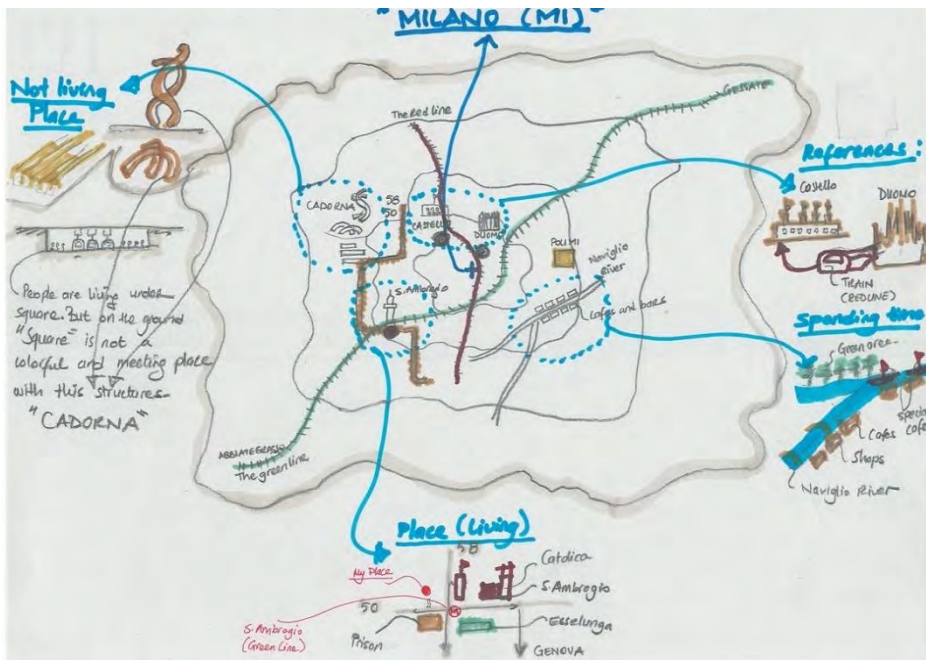 "MILANO (MI)"
Not living
Place
People are living under
square. But on the ground
"Square" is not a
colorful and meeting place
with this structures
"CADORNA"
The Red line
GESSATE
CADORNA
58
50
CASTELLO
DUOMO
POLIMI
Naviglio
River
Cafes and bars
S. Ambrogio
ABBIATEGRASSO
The green line
References:
Castello
DUOMO
TRAIN
(REDLINE)
Spending time
Green area
Cafes
Shops
Naviglio River
Place (Living)
58
My Place
50
S. Ambrogio
(Green Line)
Prison
M
Catolica
S. Ambrogio
Esselunga
GENOVA